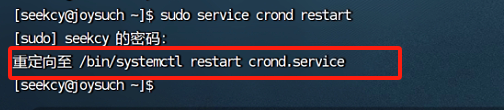 [seekcy@joysuch ~]$ sudo service crond restart
[sudo] seekcy 的密码:
重定向至 /bin/systemctl restart crond.service
[seekcy@joysuch ~]$